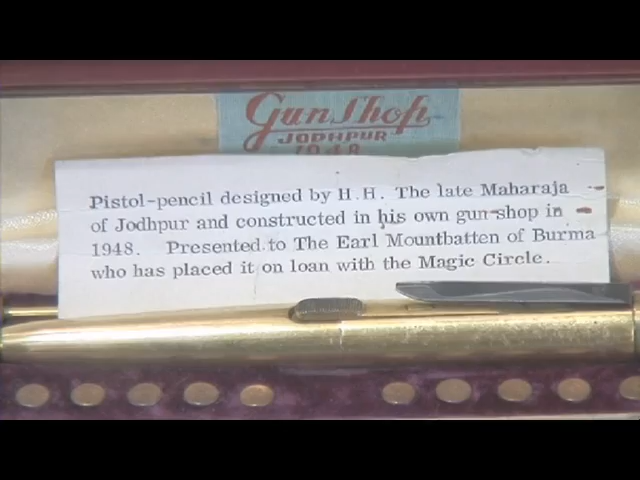 Gun Shop
JODHPUR
1948
Pistol-pencil designed by H.H. The late Maharaja
of Jodhpur and constructed in his own gun-shop in
1948. Presented to The Earl Mountbatten of Burma
who has placed it on loan with the Magic Circle.